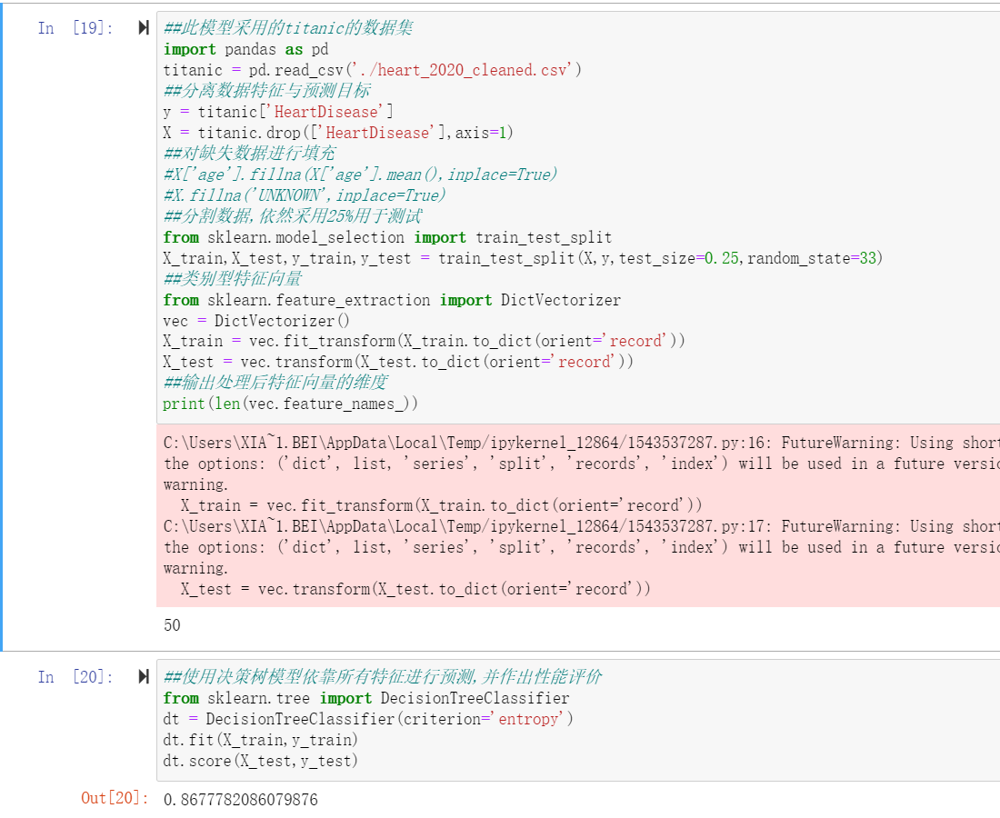 In [19]: ##此模型采用的titanic的数据集
import pandas as pd
titanic = pd.read_csv('./heart_2020_cleaned.csv')
##分离数据特征与预测目标
y = titanic['HeartDisease']
X = titanic.drop(['HeartDisease'],axis=1)
##对缺失数据进行填充
#X['age'].fillna(X['age'].mean(),inplace=True)
#X.fillna('UNKNOWN',inplace=True)
##分割数据,依然采用25%用于测试
from sklearn.model_selection import train_test_split
X_train,X_test,y_train,y_test = train_test_split(X,y,test_size=0.25,random_state=33)
##类别型特征向量
from sklearn.feature_extraction import DictVectorizer
vec = DictVectorizer()
X_train = vec.fit_transform(X_train.to_dict(orient='record'))
X_test = vec.transform(X_test.to_dict(orient='record'))
##输出处理后特征向量的维度
print(len(vec.feature_names_))
C:\Users\XIA~1.BEI\AppData\Local\Temp/ipykernel_12864/1543537287.py:16: FutureWarning: Using short
the options: ('dict', list, 'series', 'split', 'records', 'index') will be used in a future versio
warning.
X_train = vec.fit_transform(X_train.to_dict(orient='record'))
C:\Users\XIA~1.BEI\AppData\Local\Temp/ipykernel_12864/1543537287.py:17: FutureWarning: Using short
the options: ('dict', list, 'series', 'split', 'records', 'index') will be used in a future versio
warning.
X_test = vec.transform(X_test.to_dict(orient='record'))
50
In [20]: ##使用决策树模型依靠所有特征进行预测,并作出性能评价
from sklearn.tree import DecisionTreeClassifier
dt = DecisionTreeClassifier(criterion='entropy')
dt.fit(X_train,y_train)
dt.score(X_test,y_test)
Out[20]: 0.8677782086079876